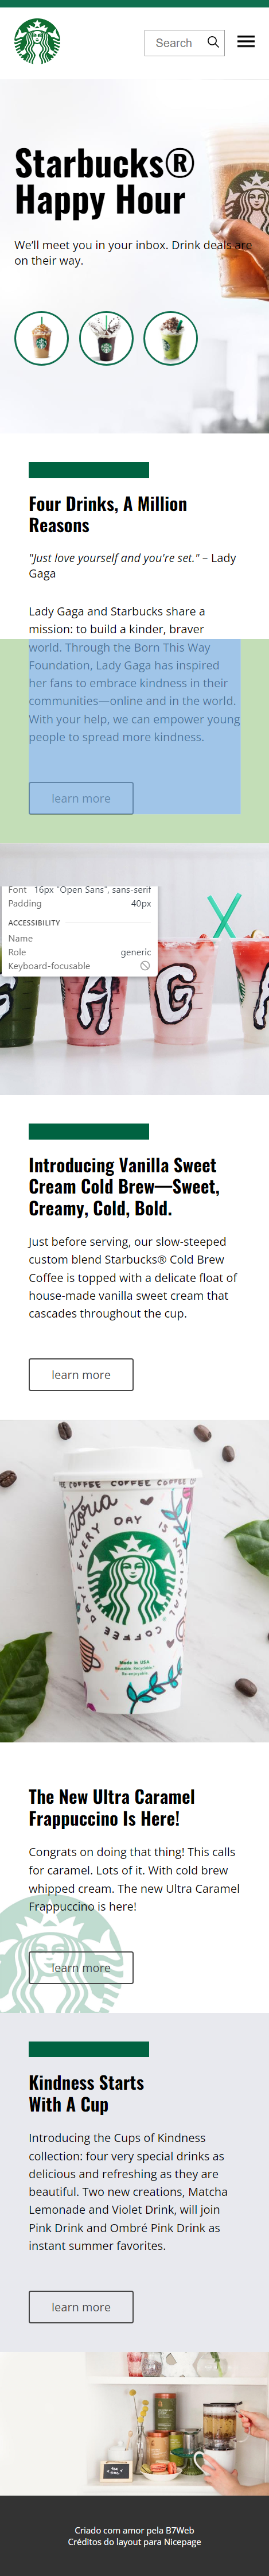 Search
Starbucks®
Happy Hour
We'll meet you in your inbox. Drink deals are
on their way.
Four Drinks, A Million
Reasons
"Just love yourself and you're set." – Lady
Gaga
Lady Gaga and Starbucks share a
mission: to build a kinder, braver
world. Through the Born This Way
Foundation, Lady Gaga has inspired
her fans to embrace kindness in their
communities—online and in the world.
With your help, we can empower young
people to spread more kindness.
learn more
Font 16px "Open Sans", sans-serif
Padding 40px
ACCESSIBILITY
Name
Role generic
Keyboard-focusable
G A G A
Introducing Vanilla Sweet
Cream Cold Brew—Sweet,
Creamy, Cold, Bold.
Just before serving, our slow-steeped
custom blend Starbucks® Cold Brew
Coffee is topped with a delicate float of
house-made vanilla sweet cream that
cascades throughout the cup.
learn more
COFFEE COFFEE COFFEE
EVERY DAY IS
COFFEE
Made in USA
The New Ultra Caramel
Frappuccino Is Here!
Congrats on doing that thing! This calls
for caramel. Lots of it. With cold brew
whipped cream. The new Ultra Caramel
Frappuccino is here!
learn more
Kindness Starts
With A Cup
Introducing the Cups of Kindness
collection: four very special drinks as
delicious and refreshing as they are
beautiful. Two new creations, Matcha
Lemonade and Violet Drink, will join
Pink Drink and Ombré Pink Drink as
instant summer favorites.
learn more
Criado com amor pela B7Web
Créditos do layout para Nicepage